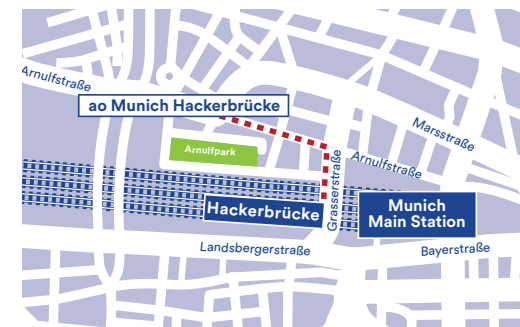 Arnulfstraße
ao Munich Hackerbrücke
Marsstraße
Arnulfpark
Arnulfstraße
Grasserstraße
Hackerbrücke
Munich
Main Station
Landsbergerstraße
Bayerstraße